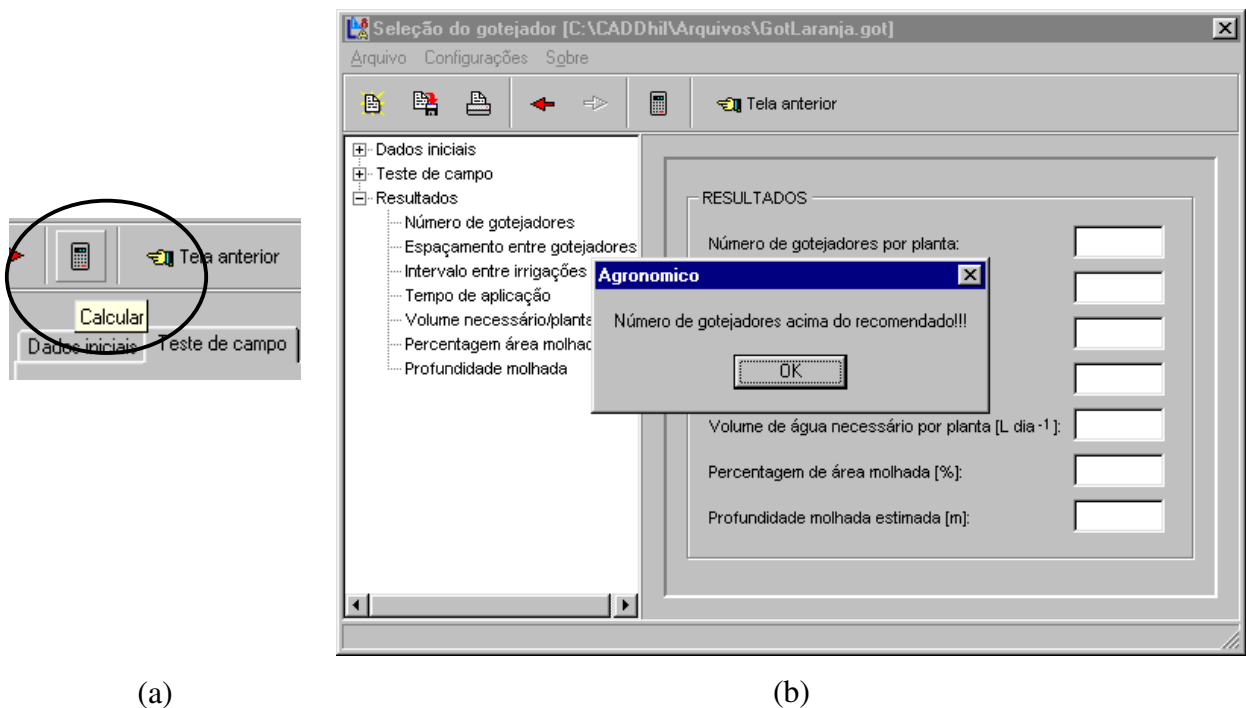 Tela anterior
Calcular
Dados iniciais Teste de campo
(a)
Seleção do gotejador [C:\CADDhil\Arquivos\GotLaranja.got]
Arquivo Configurações Sobre
Tela anterior
Dados iniciais
Teste de campo
Resultados
Número de gotejadores
Espaçamento entre gotejadores
Intervalo entre irrigações
Tempo de aplicação
Volume necessário/planta
Percentagem área molhad
Profundidade molhada
RESULTADOS
Número de gotejadores por planta:
Agronomico
Número de gotejadores acima do recomendado!!!
OK
Volume de água necessário por planta [L dia -1 ]:
Percentagem de área molhada [%]:
Profundidade molhada estimada [m]:
(b)